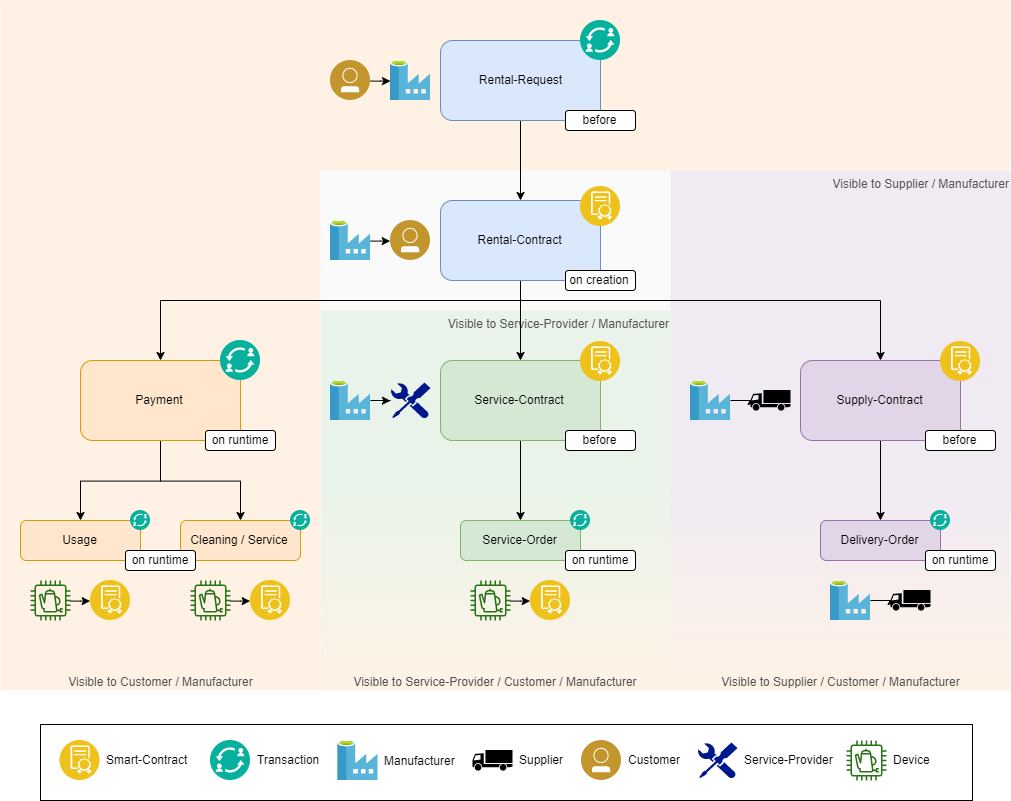 Rental-Request
before
Visible to Supplier / Manufacturer
Rental-Contract
on creation
Visible to Service-Provider / Manufacturer
Payment
on runtime
Service-Contract
before
Supply-Contract
before
Usage
on runtime
Cleaning / Service
Service-Order
on runtime
Delivery-Order
on runtime
Visible to Customer / Manufacturer
Visible to Service-Provider / Customer / Manufacturer
Visible to Supplier / Customer / Manufacturer
Smart-Contract
Transaction
Manufacturer
Supplier
Customer
Service-Provider
Device